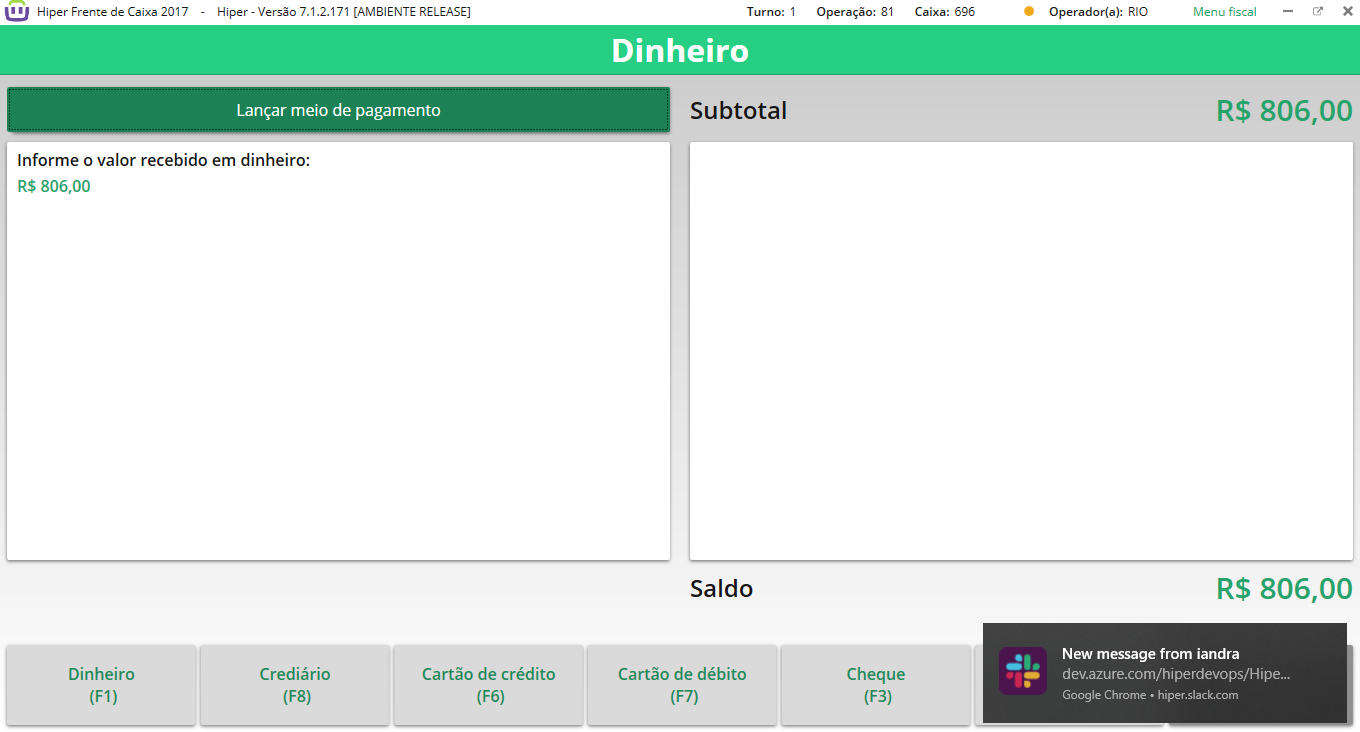 Hiper Frente de Caixa 2017 - Hiper - Versão 7.1.2.171 [AMBIENTE RELEASE] Turno: 1 Operação: 81 Caixa: 696 Operador(a): RIO Menu fiscal
Dinheiro
Lançar meio de pagamento
Subtotal R$ 806,00
Informe o valor recebido em dinheiro:
R$ 806,00
Saldo R$ 806,00
Dinheiro
(F1)
Crediário
(F8)
Cartão de crédito
(F6)
Cartão de débito
(F7)
Cheque
(F3)
New message from iandra
dev.azure.com/hiperdevops/Hipe...
Google Chrome • hiper.slack.com